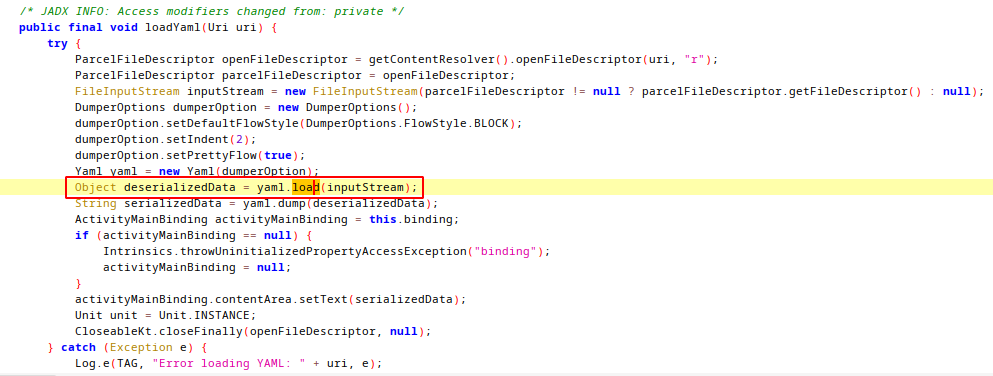 /* JADX INFO: Access modifiers changed from: private */
public final void loadYaml(Uri uri) {
try {
ParcelFileDescriptor openFileDescriptor = getContentResolver().openFileDescriptor(uri, "r");
ParcelFileDescriptor parcelFileDescriptor = openFileDescriptor;
FileInputStream inputStream = new FileInputStream(parcelFileDescriptor != null ? parcelFileDescriptor.getFileDescriptor() : null);
DumperOptions dumperOption = new DumperOptions();
dumperOption.setDefaultFlowStyle(DumperOptions.FlowStyle.BLOCK);
dumperOption.setIndent(2);
dumperOption.setPrettyFlow(true);
Yaml yaml = new Yaml(dumperOption);
Object deserializedData = yaml.load(inputStream);
String serializedData = yaml.dump(deserializedData);
ActivityMainBinding activityMainBinding = this.binding;
if (activityMainBinding == null) {
Intrinsics.throwUninitializedPropertyAccessException("binding");
activityMainBinding = null;
}
activityMainBinding.contentArea.setText(serializedData);
Unit unit = Unit.INSTANCE;
CloseableKt.closeFinally(openFileDescriptor, null);
} catch (Exception e) {
Log.e(TAG, "Error loading YAML: " + uri, e);